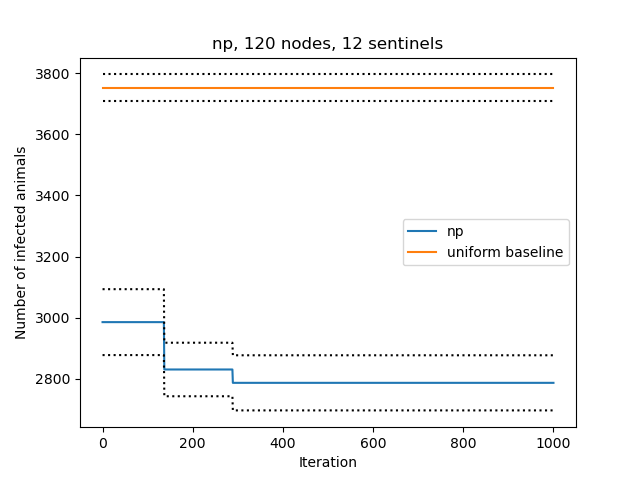 np, 120 nodes, 12 sentinels
Number of infected animals
3800
3600
3400
3200
3000
2800
np
uniform baseline
0 200 400 600 800 1000
Iteration